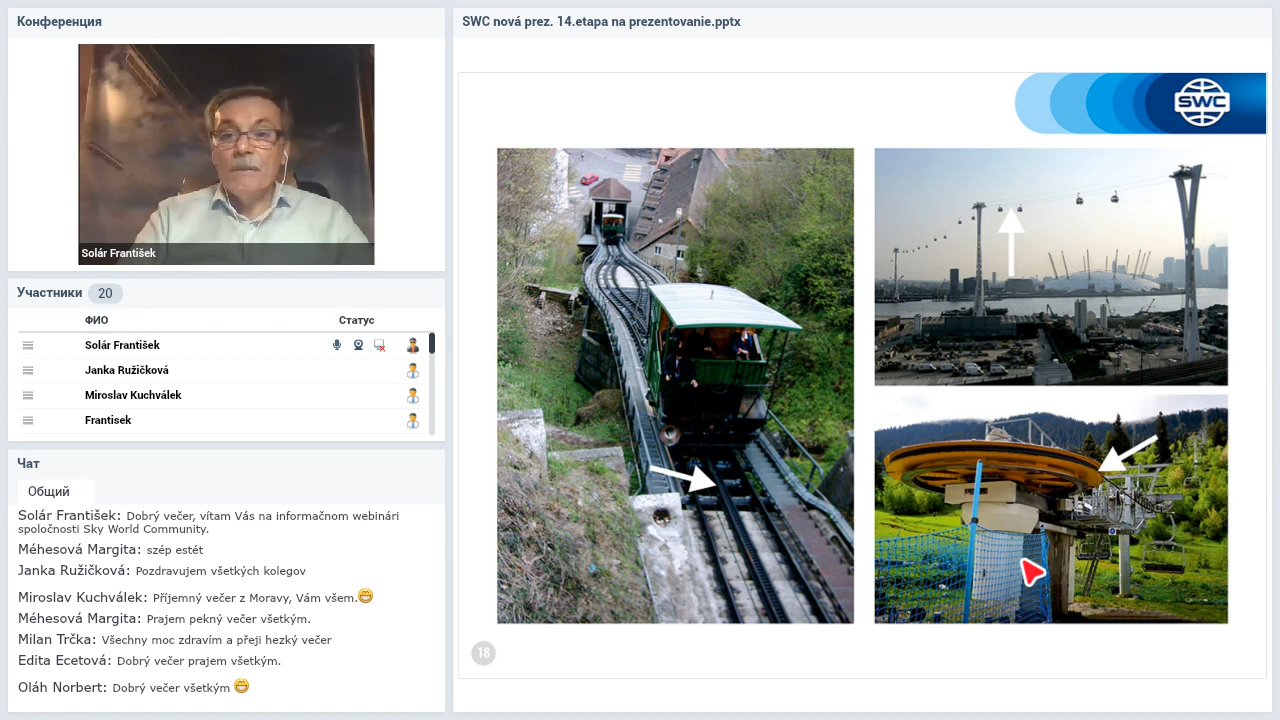 Конференция
Solár František
Участники 20
ФИО Статус
Solár František
Janka Ružičková
Miroslav Kuchválek
Frantisek
Чат
Общий
Solár František: Dobrý večer, vítam Vás na informačnom webinári
spoločnosti Sky World Community.
Méhesová Margita: szép estét
Janka Ružičková: Pozdravujem všetkých kolegov
Miroslav Kuchválek: Příjemný večer z Moravy, Vám všem.
Méhesová Margita: Prajem pekný večer všetkým.
Milan Trčka: Všechny moc zdravím a přeji hezký večer
Edita Ecetová: Dobrý večer prajem všetkým.
Oláh Norbert: Dobrý večer všetkým
SWC nová prez. 14.etapa na prezentovanie.pptx
SWC
18